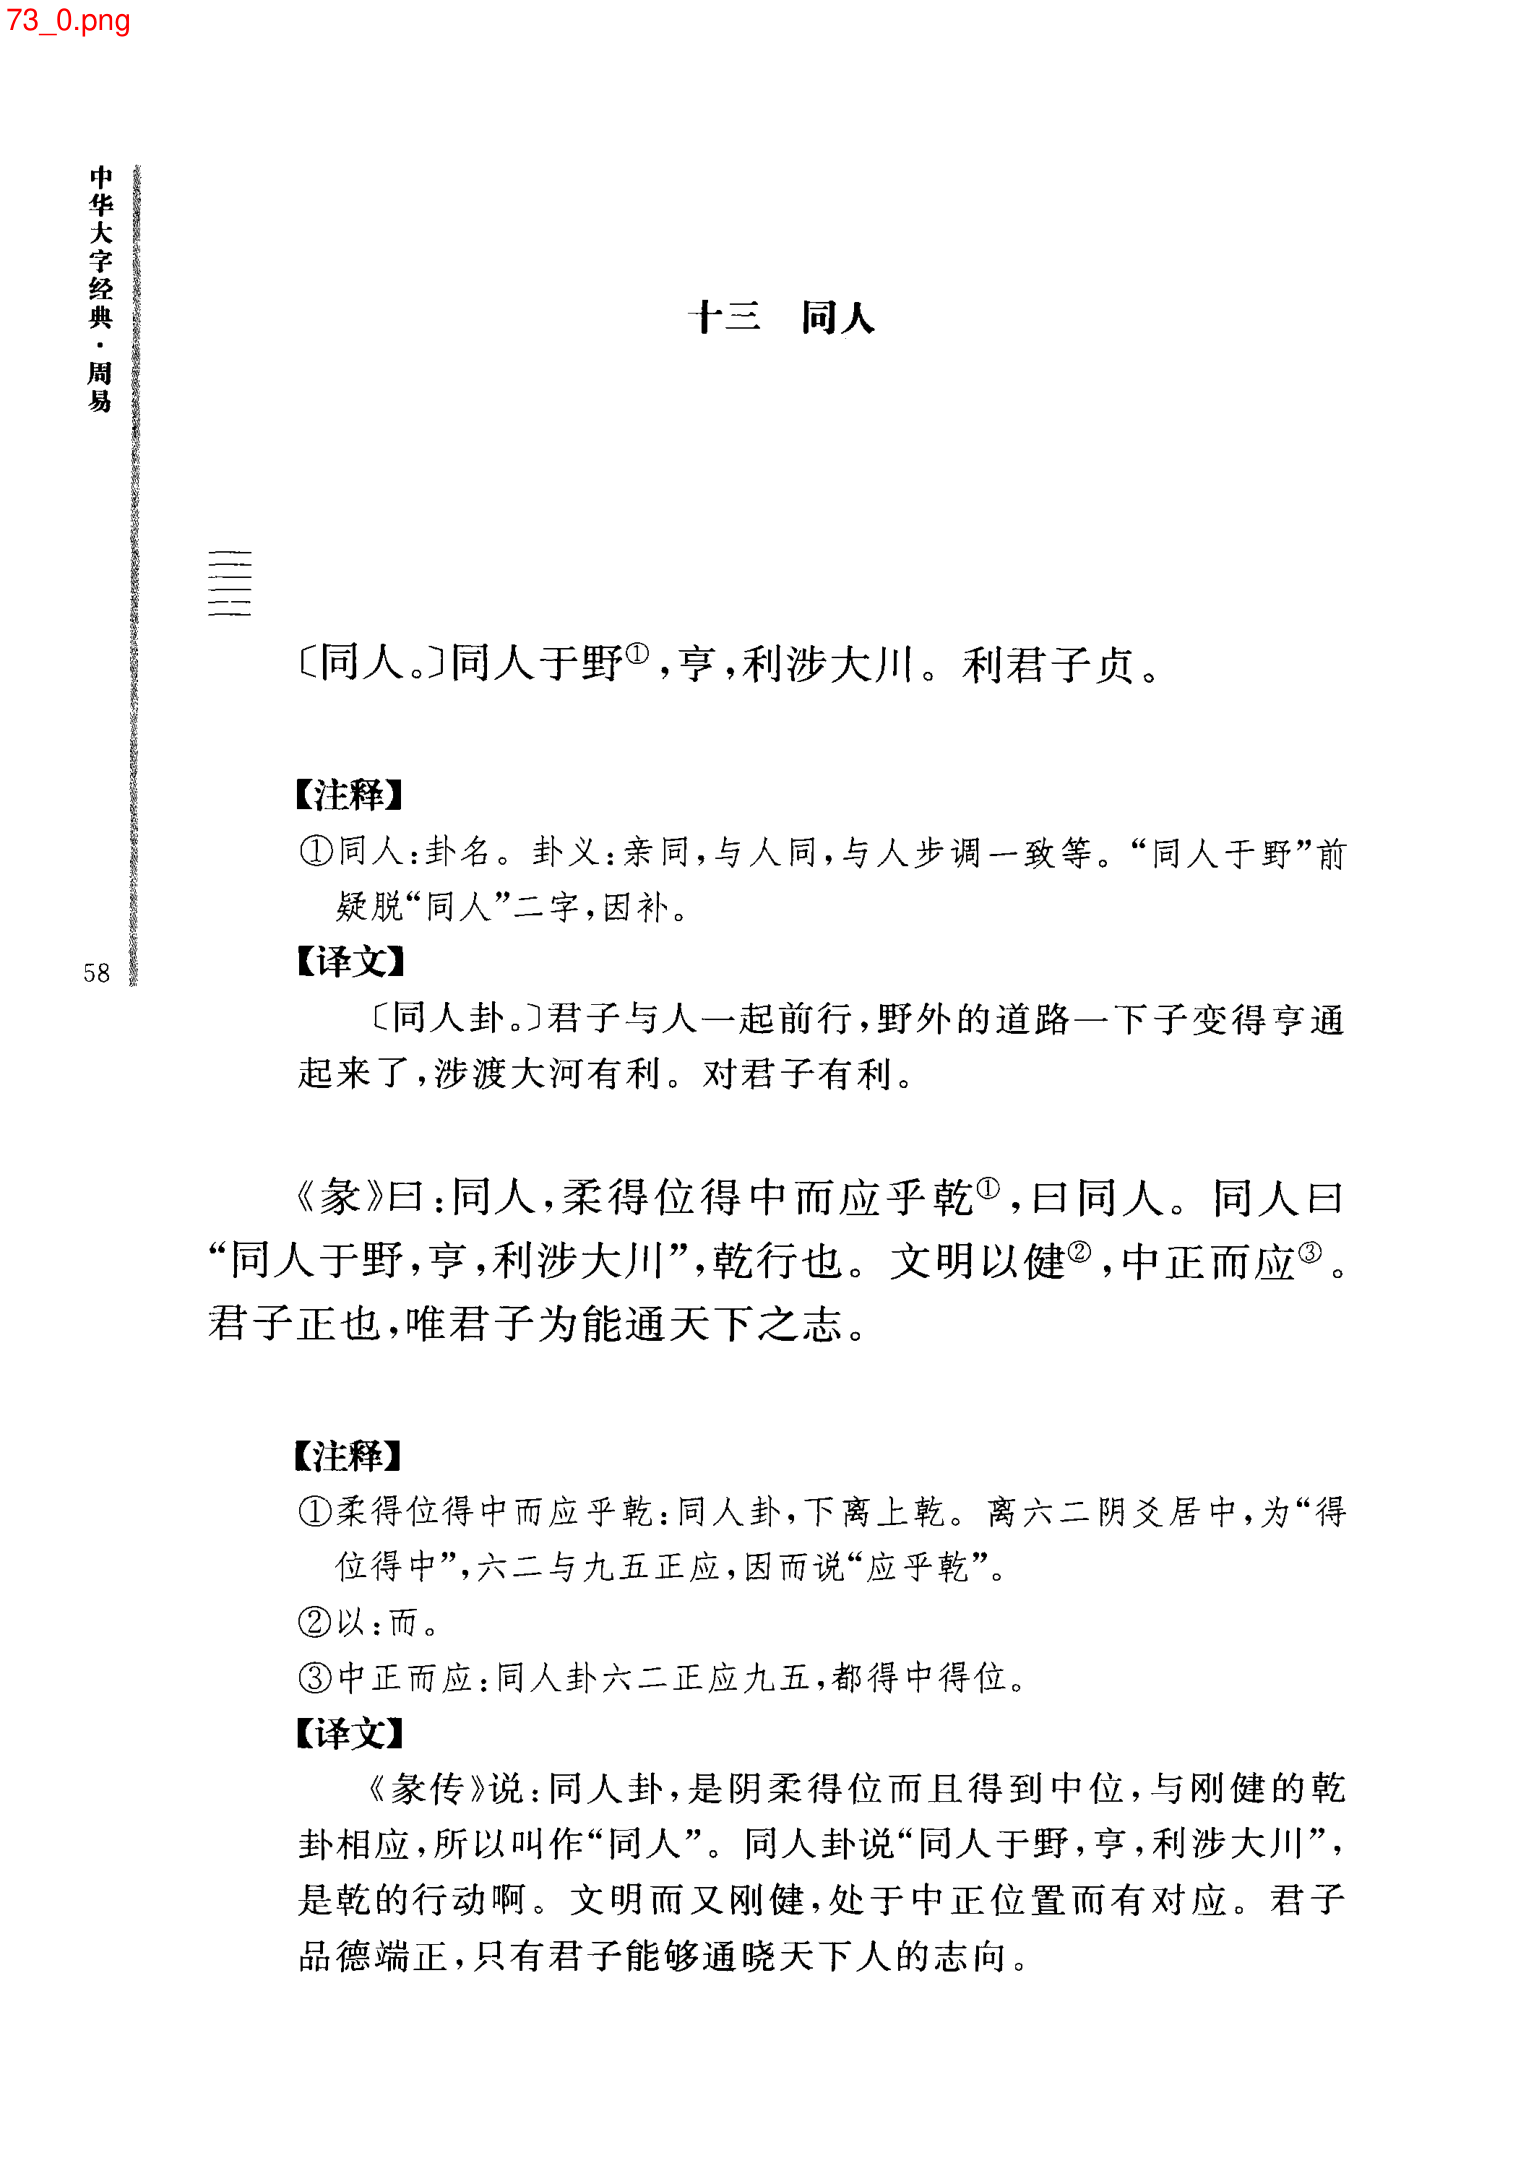 73_0.png
中华大字经典·周易
十三　同人
〔同人。〕同人于野①,亨,利涉大川。利君子贞。
【注释】
①同人:卦名。卦义:亲同,与人同,与人步调一致等。“同人于野”前
疑脱“同人”二字,因补。
【译文】
〔同人卦。〕君子与人一起前行,野外的道路一下子变得亨通
起来了,涉渡大河有利。对君子有利。
58
《彖》曰:同人,柔得位得中而应乎乾①,曰同人。同人曰
“同人于野,亨,利涉大川”,乾行也。文明以健②,中正而应③。
君子正也,唯君子为能通天下之志。
【注释】
①柔得位得中而应乎乾:同人卦,下离上乾。离六二阴爻居中,为“得
位得中”,六二与九五正应,因而说“应乎乾”。
②以:而。
③中正而应:同人卦六二正应九五,都得中得位。
【译文】
《彖传》说:同人卦,是阴柔得位而且得到中位,与刚健的乾
卦相应,所以叫作“同人”。同人卦说“同人于野,亨,利涉大川”,
是乾的行动啊。文明而又刚健,处于中正位置而有对应。君子
品德端正,只有君子能够通晓天下人的志向。